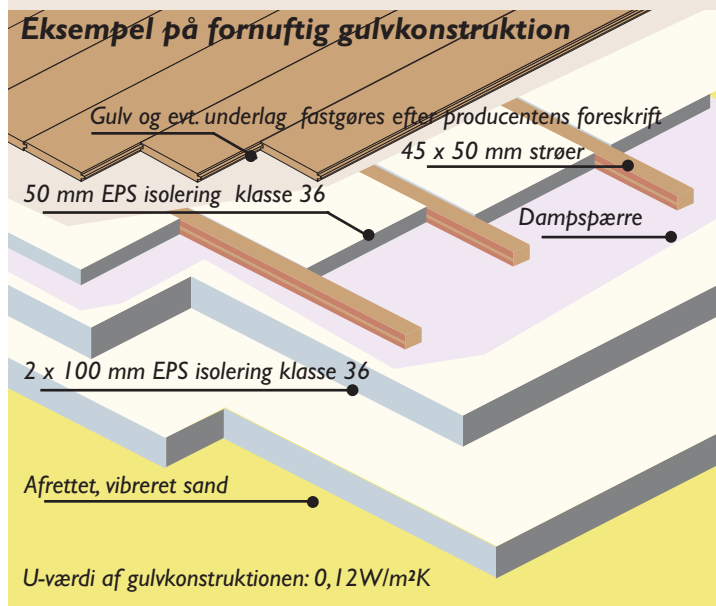 Eksempel på fornuftig gulvkonstruktion
Gulv og evt. underlag fastgøres efter producentens foreskrift
45 x 50 mm strøer
50 mm EPS isolering klasse 36
Dampspærre
2 x 100 mm EPS isolering klasse 36
Afrettet, vibreret sand
U-værdi af gulvkonstruktionen: 0,12W/m²K